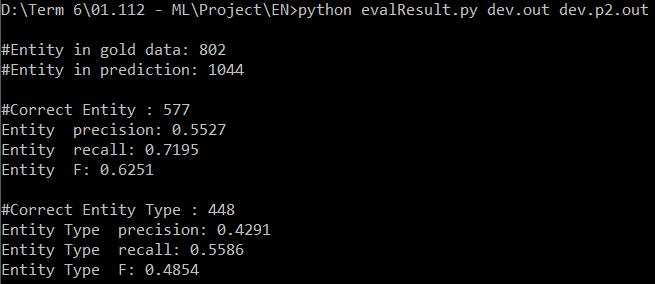 D:\Term 6\01.112 - ML\Project\EN>python evalResult.py dev.out dev.p2.out
#Entity in gold data: 802
#Entity in prediction: 1044
#Correct Entity : 577
Entity  precision: 0.5527
Entity  recall: 0.7195
Entity  F: 0.6251
#Correct Entity Type : 448
Entity Type  precision: 0.4291
Entity Type  recall: 0.5586
Entity Type  F: 0.4854